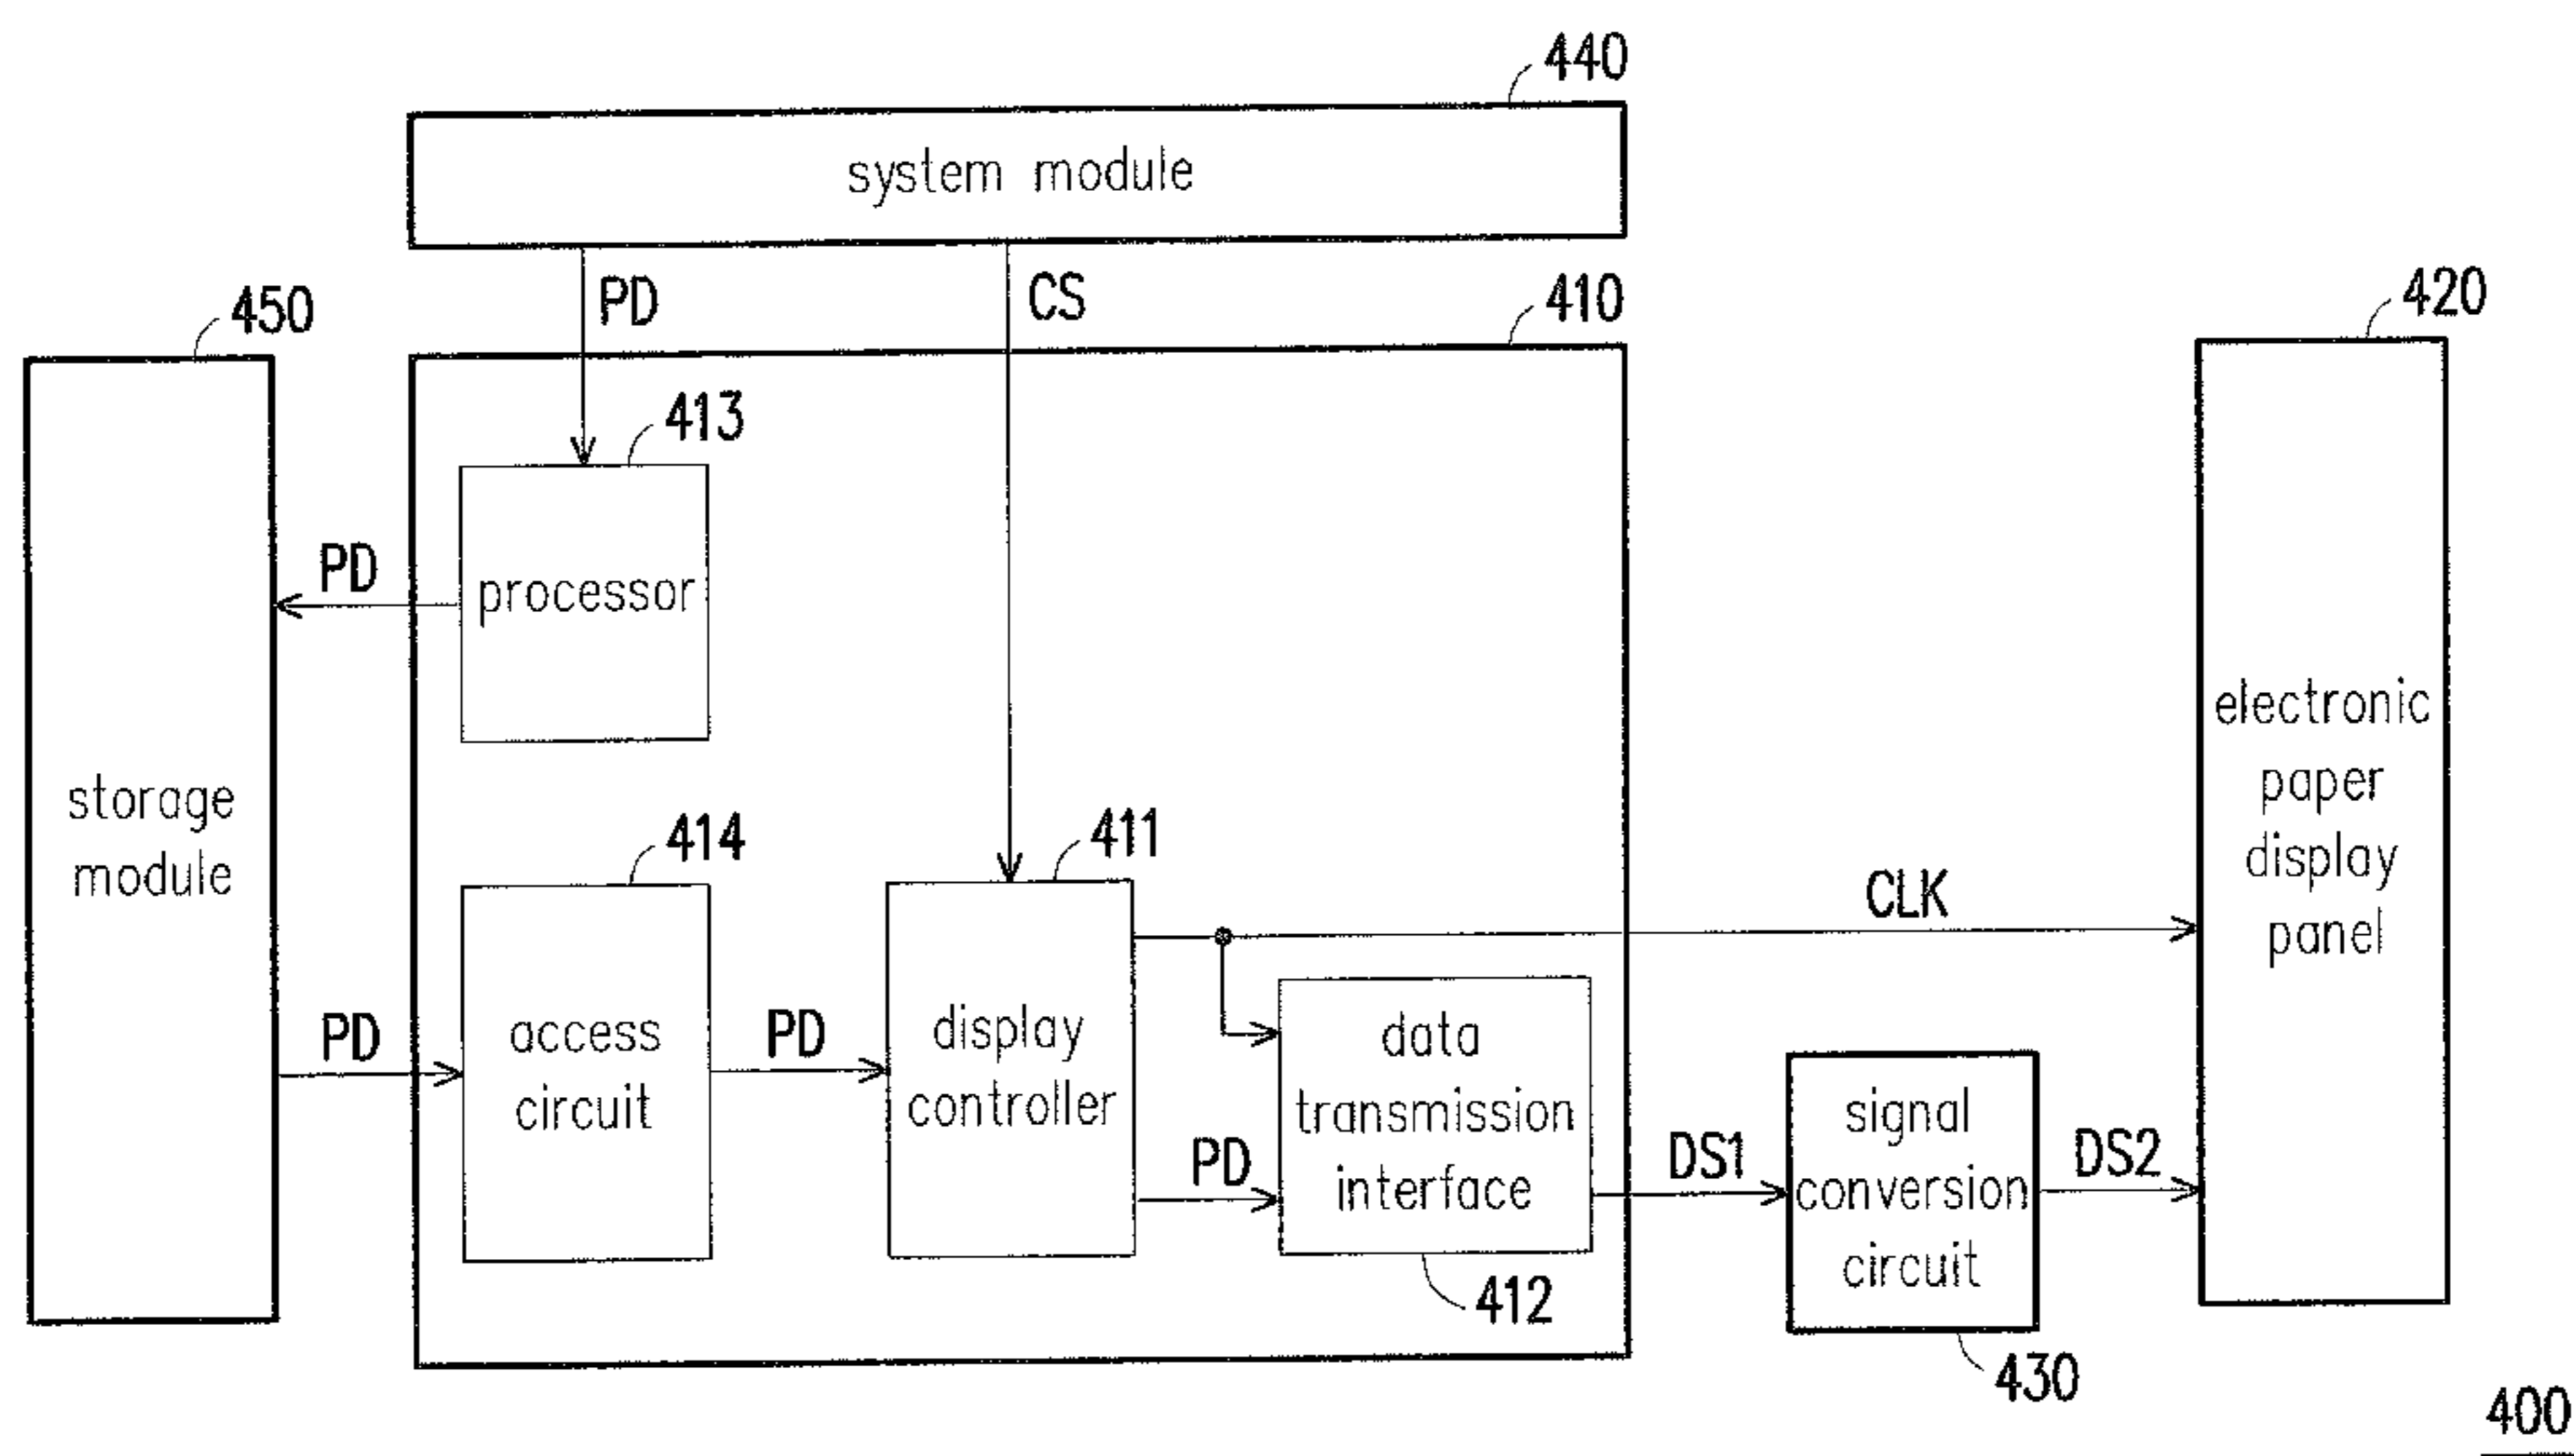 440
system module
PD
CS
410
420
450
413
PD
processor
electronic
paper
display
panel
storage
module
414
411
CLK
PD
access
circuit
PD
display
controller
data
transmission
interface
PD
DS1
signal
conversion
circuit
DS2
412
430
400